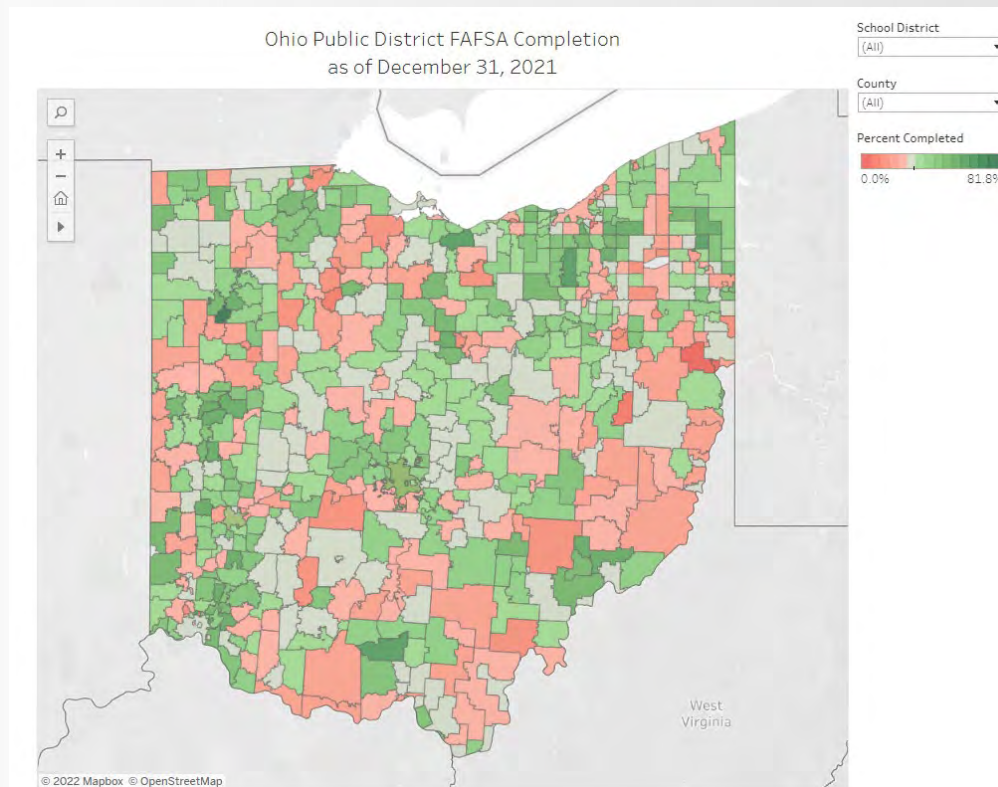 Ohio Public District FAFSA Completion
as of December 31, 2021
School District
(All)
County
(All)
Percent Completed
0.0%
81.8%
+
−
West
Virginia
© 2022 Mapbox © OpenStreetMap